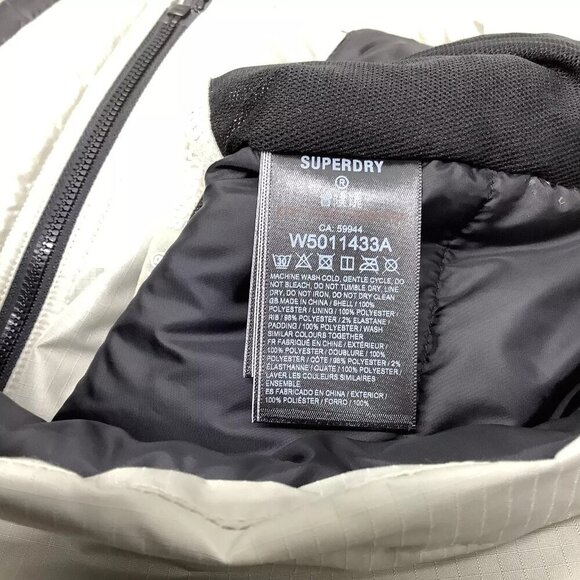 SUPERDRY
®
CA: 59944
W5011433A
MACHINE WASH COLD, GENTLE CYCLE, DO
NOT BLEACH, DO NOT TUMBLE DRY, LINE
DRY, DO NOT IRON, DO NOT DRY CLEAN
GB MADE IN CHINA / SHELL / 100%
POLYESTER / LINING / 100% POLYESTER /
RIB / 98% POLYESTER / 2% ELASTANE /
PADDING / 100% POLYESTER / WASH
SIMILAR COLOURS TOGETHER
FR FABRIQUÉ EN CHINE / EXTÉRIEUR /
100% POLYESTER / DOUBLURE / 100%
POLYESTER / CÔTE / 98% POLYESTER / 2%
ÉLASTHANNE / OUATE / 100% POLYESTER /
LAVER LES COULEURS SIMILAIRES
ENSEMBLE
ES FABRICADO EN CHINA / EXTERIOR /
100% POLIÉSTER / FORRO / 100%